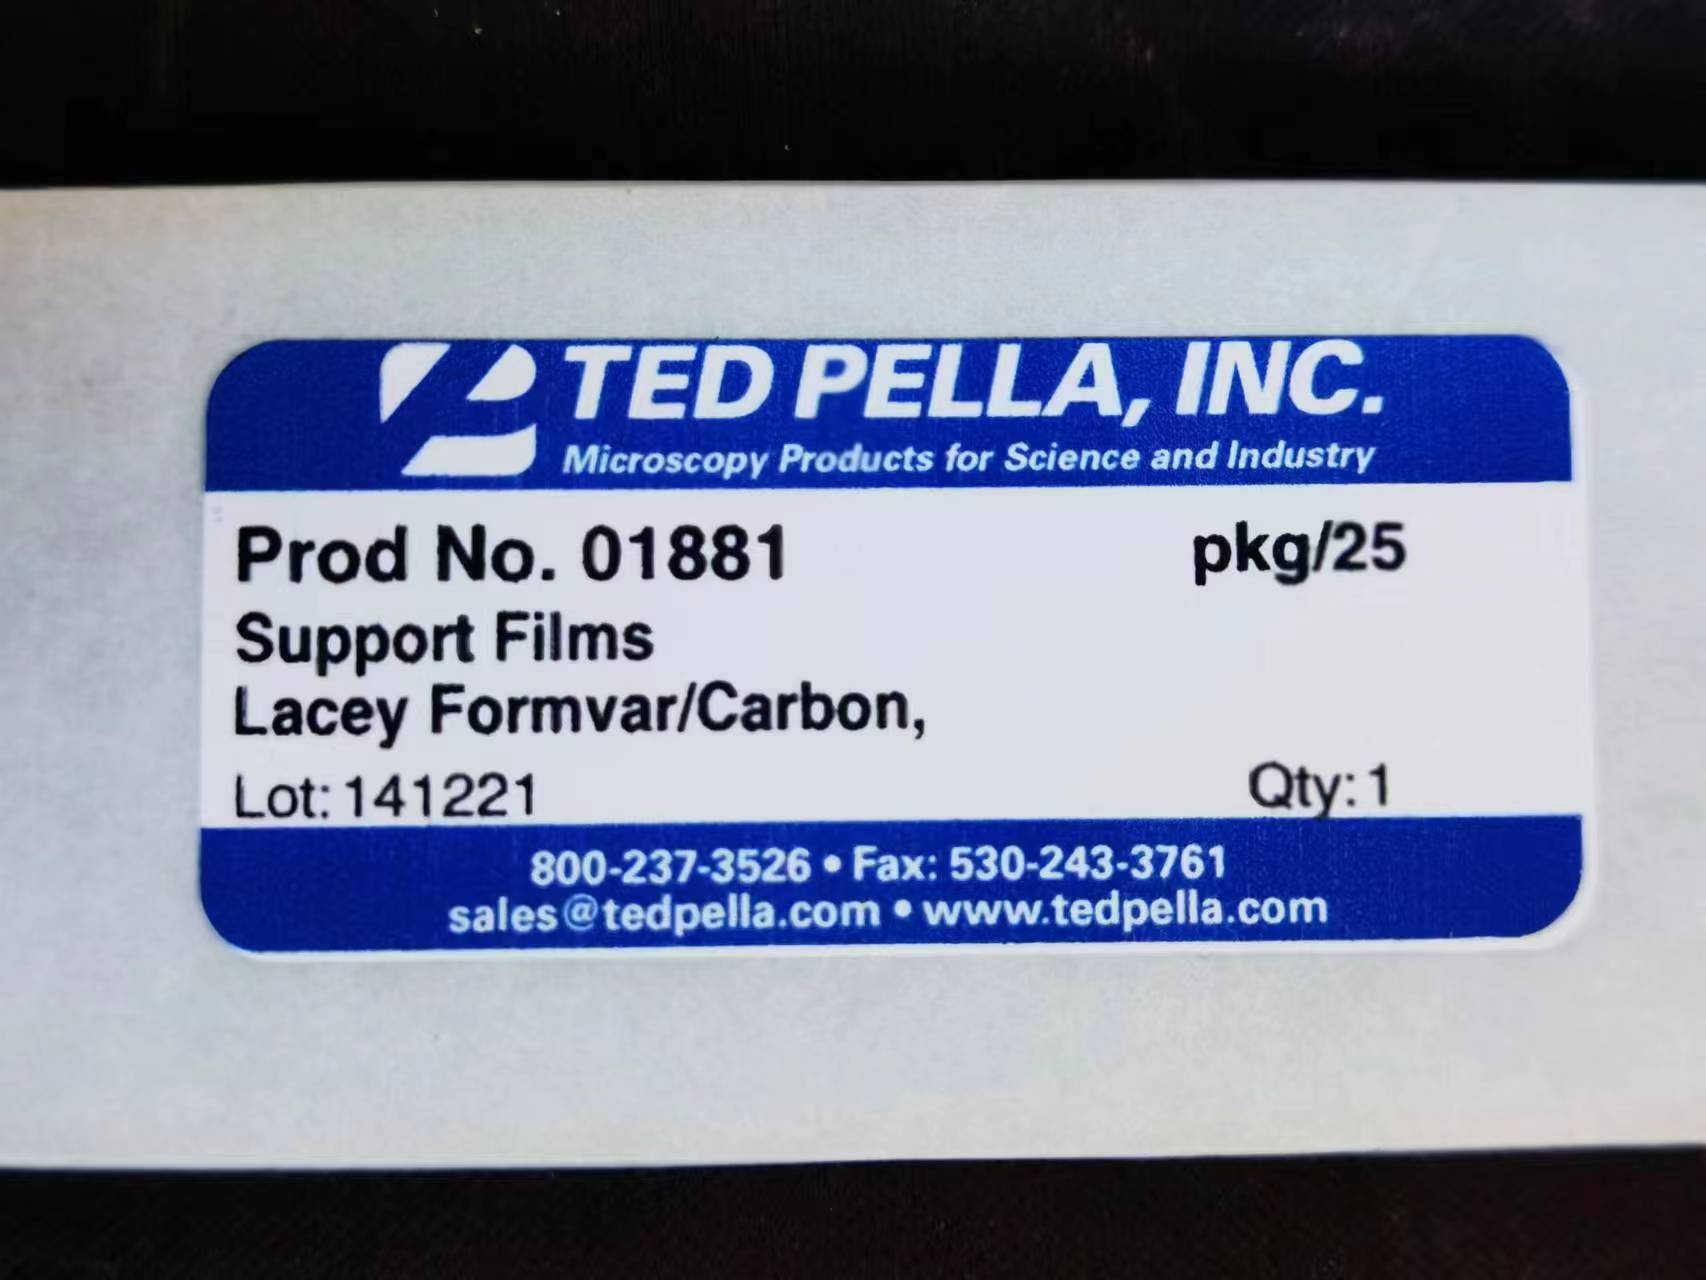 TED PELLA, INC.
Microscopy Products for Science and Industry
Prod No. 01881 pkg/25
Support Films
Lacey Formvar/Carbon,
Lot: 141221 Qty: 1
800-237-3526 • Fax: 530-243-3761
sales@tedpella.com • www.tedpella.com